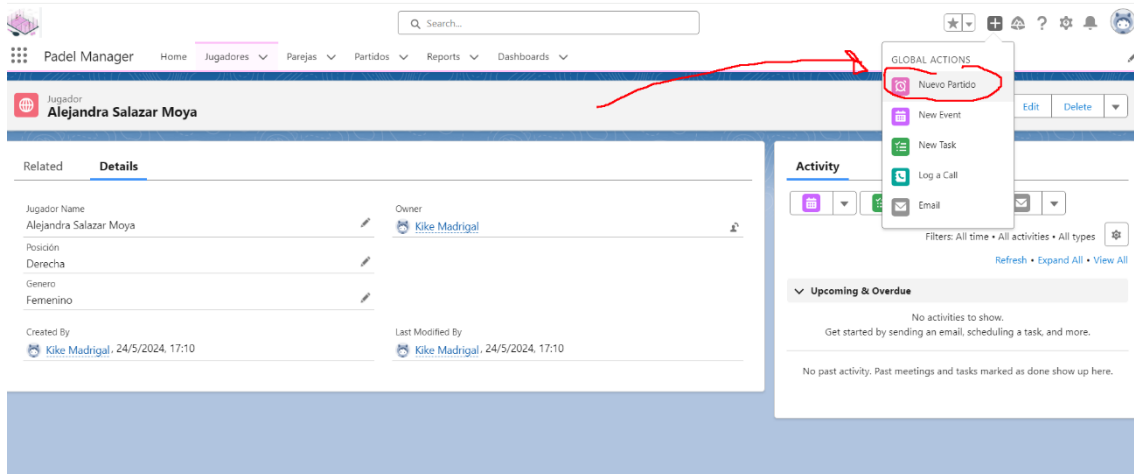 Search...
Padel Manager Home Jugadores Parejas Partidos Reports Dashboards
GLOBAL ACTIONS
Nuevo Partido
New Event
New Task
Log a Call
Email
Jugador
Alejandra Salazar Moya
Edit Delete
Related Details
Jugador Name
Alejandra Salazar Moya
Owner
Kike Madrigal
Posición
Derecha
Genero
Femenino
Created By
Kike Madrigal, 24/5/2024, 17:10
Last Modified By
Kike Madrigal, 24/5/2024, 17:10
Activity
Filters: All time • All activities • All types
Refresh • Expand All • View All
Upcoming & Overdue
No activities to show.
Get started by sending an email, scheduling a task, and more.
No past activity. Past meetings and tasks marked as done show up here.